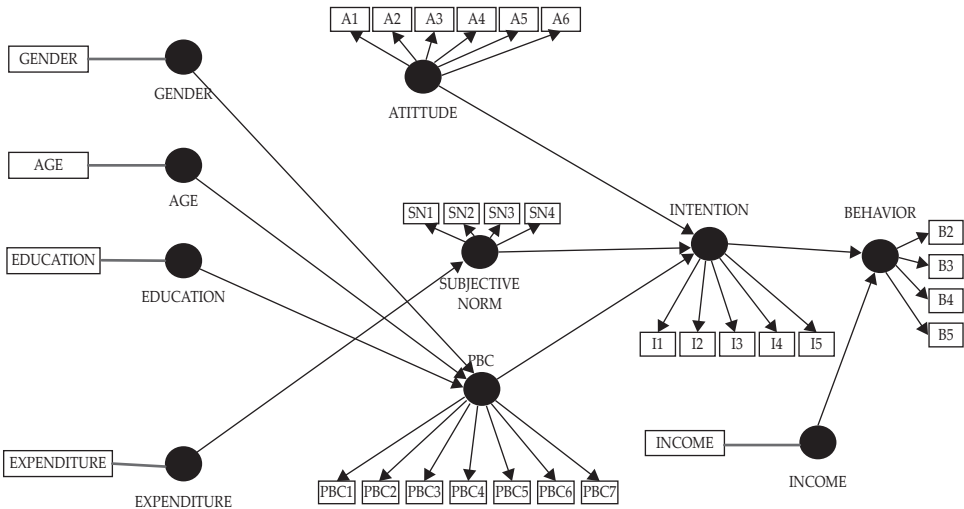 A1 A2 A3 A4 A5 A6
GENDER
GENDER
ATITTUDE
AGE
AGE
SN1 SN2 SN3 SN4
SUBJECTIVE
NORM
INTENTION
I1 I2 I3 I4 I5
BEHAVIOR
B2
B3
B4
B5
EDUCATION
EDUCATION
PBC
PBC1 PBC2 PBC3 PBC4 PBC5 PBC6 PBC7
EXPENDITURE
EXPENDITURE
INCOME
INCOME